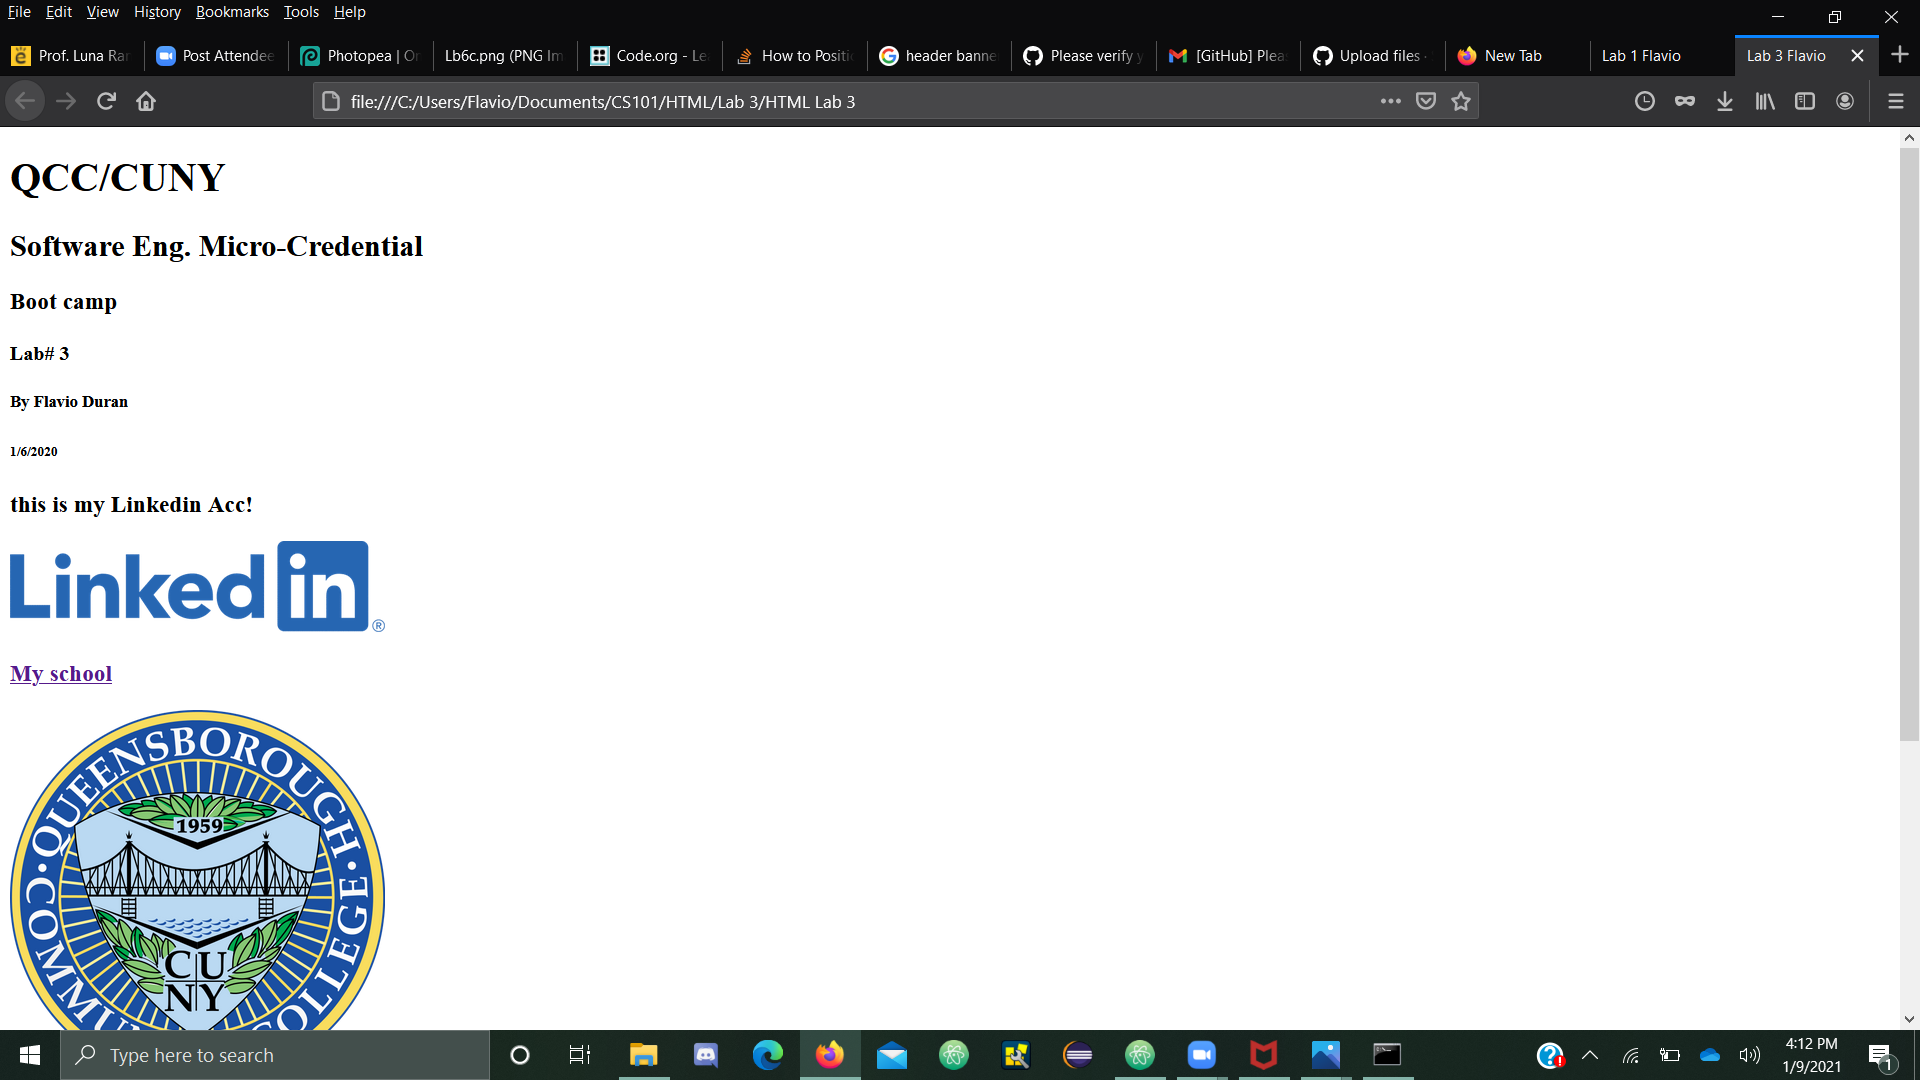 File Edit View History Bookmarks Tools Help
Prof. Luna Ra
Post Attendee
Photopea | O
Lb6c.png (PNG Im
Code.org - Le
How to Positi
header banne
Please verify y
[GitHub] Plea
Upload files ·
New Tab
Lab 1 Flavio
Lab 3 Flavio
file:///C:/Users/Flavio/Documents/CS101/HTML/Lab 3/HTML Lab 3
QCC/CUNY
Software Eng. Micro-Credential
Boot camp
Lab# 3
By Flavio Duran
1/6/2020
this is my Linkedin Acc!
Linked in ®
My school
· QUEENSBOROUGH ·
COMMU COLLEGE
1959
CU
NY
Type here to search
4:12 PM
1/9/2021
1